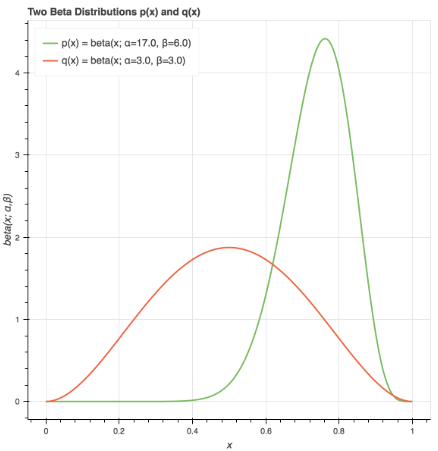 Two Beta Distributions p(x) and q(x)
p(x) = beta(x; α=17.0, β=6.0)
q(x) = beta(x; α=3.0, β=3.0)
beta(x; α,β)
4
3
2
1
0
0 0.2 0.4 0.6 0.8 1
x